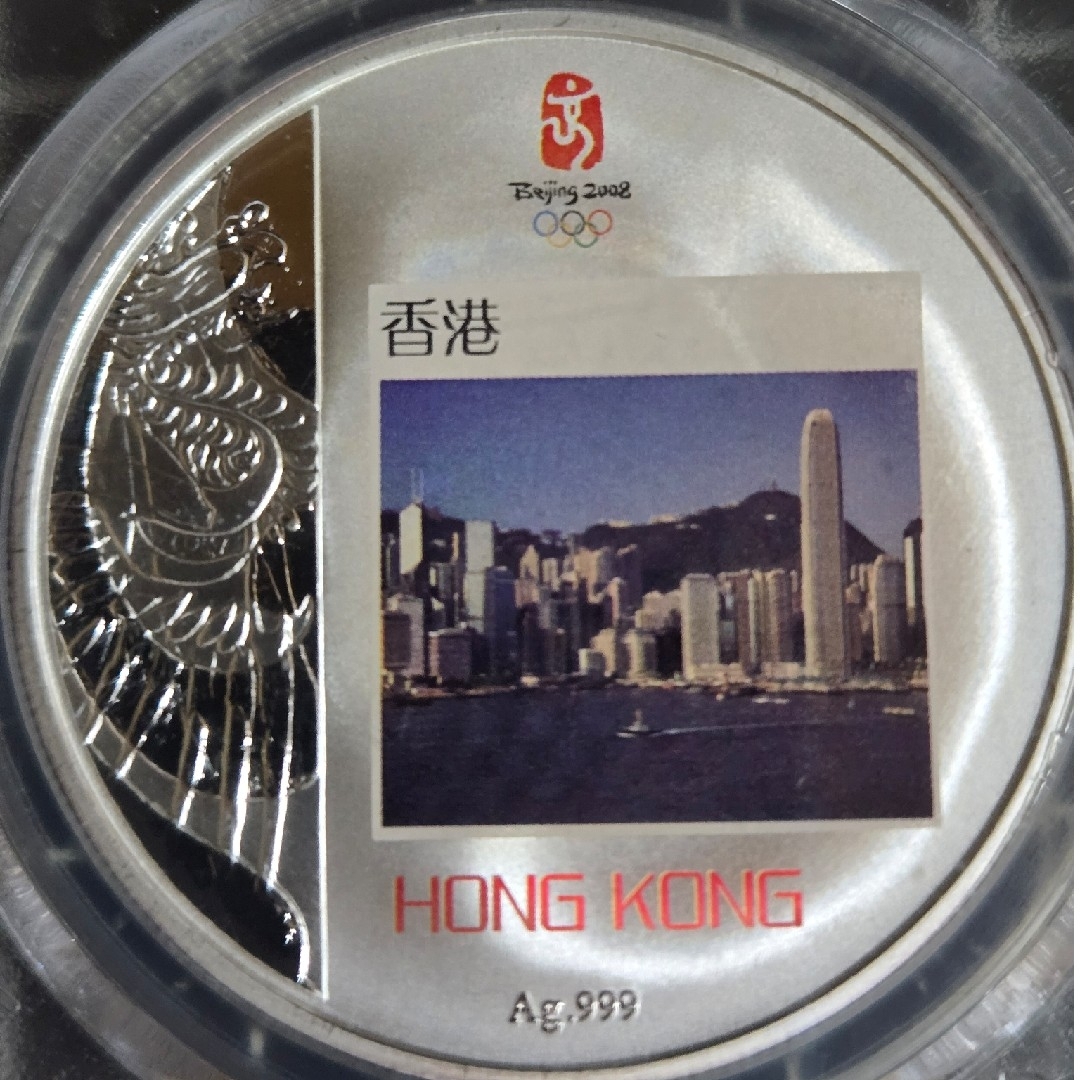 Beijing 2008
香港
HONG KONG
Ag.999